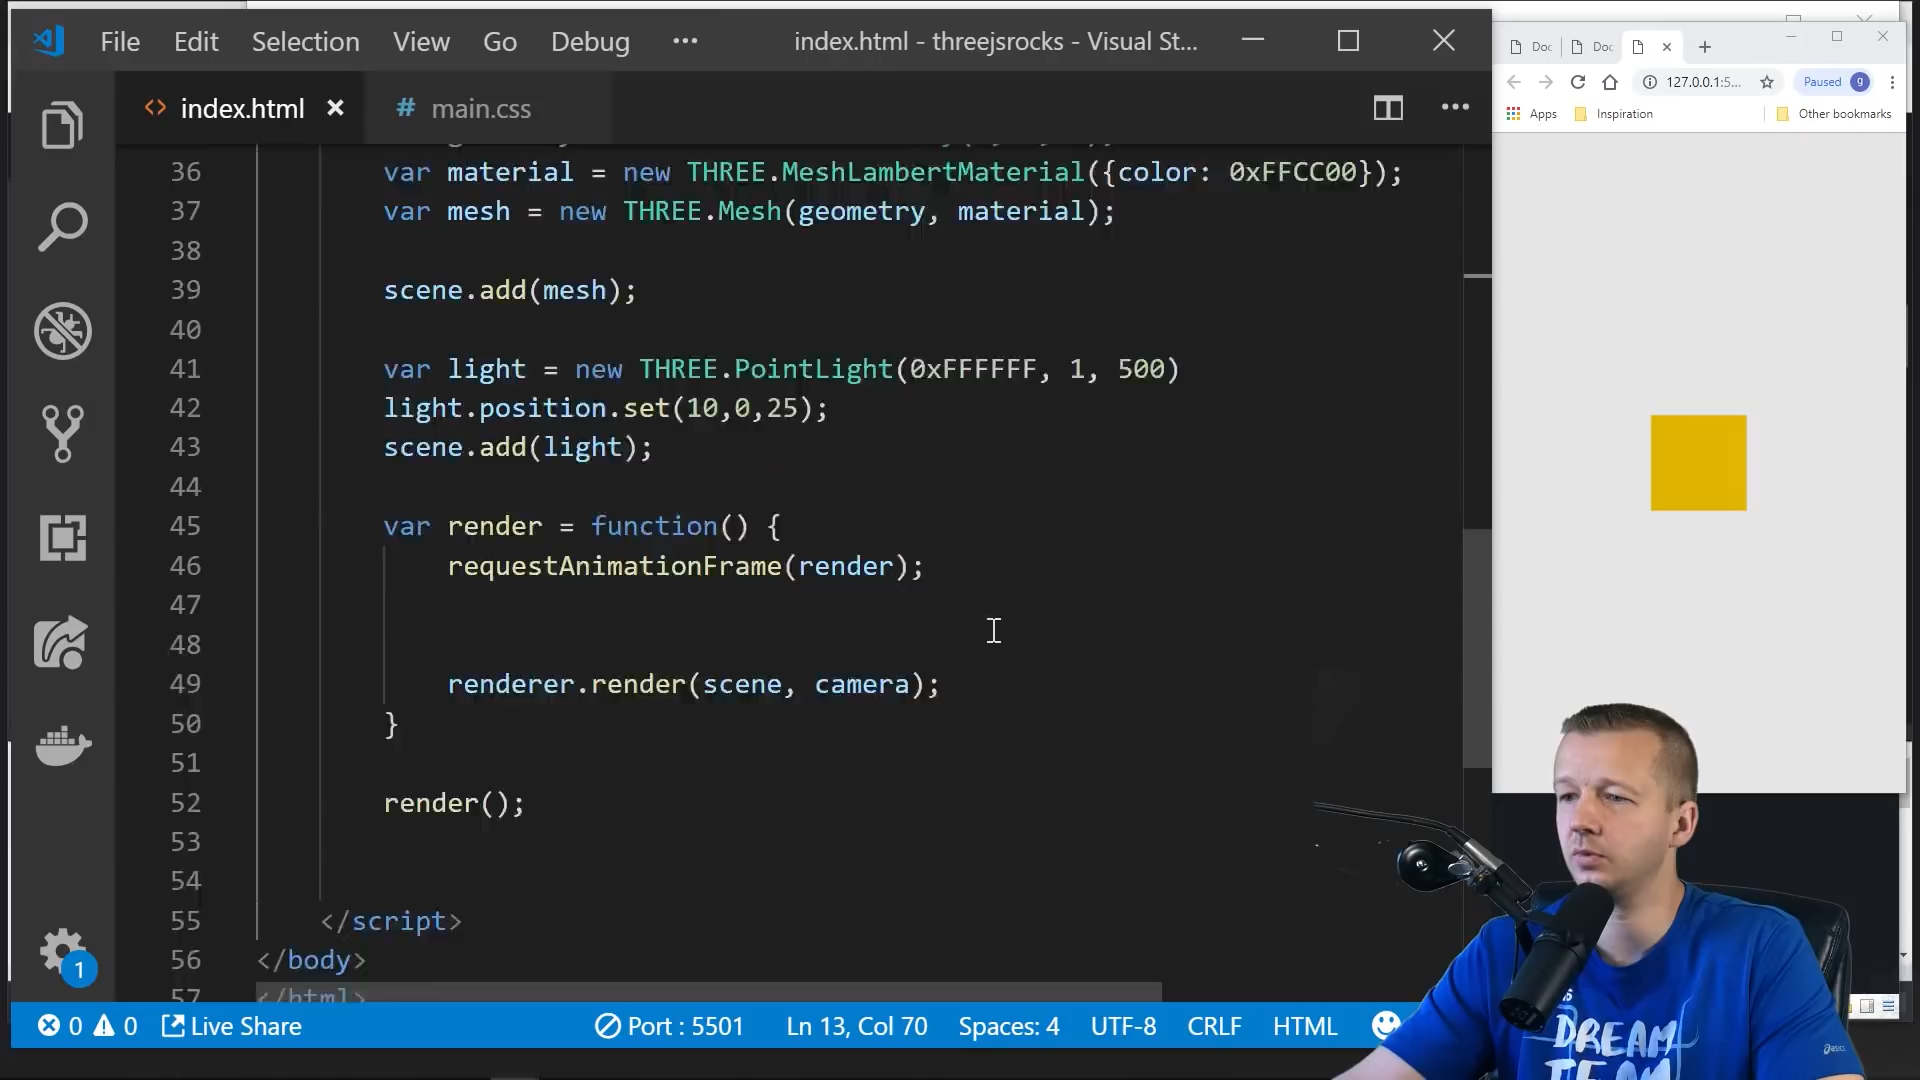 File Edit Selection View Go Debug ··· index.html - threejsrocks - Visual St...
index.html × # main.css
36 var material = new THREE.MeshLambertMaterial({color: 0xFFCC00});
37 var mesh = new THREE.Mesh(geometry, material);
38
39 scene.add(mesh);
40
41 var light = new THREE.PointLight(0xFFFFFF, 1, 500)
42 light.position.set(10,0,25);
43 scene.add(light);
44
45 var render = function() {
46 requestAnimationFrame(render);
47
48
49 renderer.render(scene, camera);
50 }
51
52 render();
53
54
55 </script>
56 </body>
57 </html>
1
0 0 Live Share Port : 5501 Ln 13, Col 70 Spaces: 4 UTF-8 CRLF HTML
Doc Doc
127.0.0.1:5... Paused g
Apps Inspiration Other bookmarks
DREAM
TEAM
asics